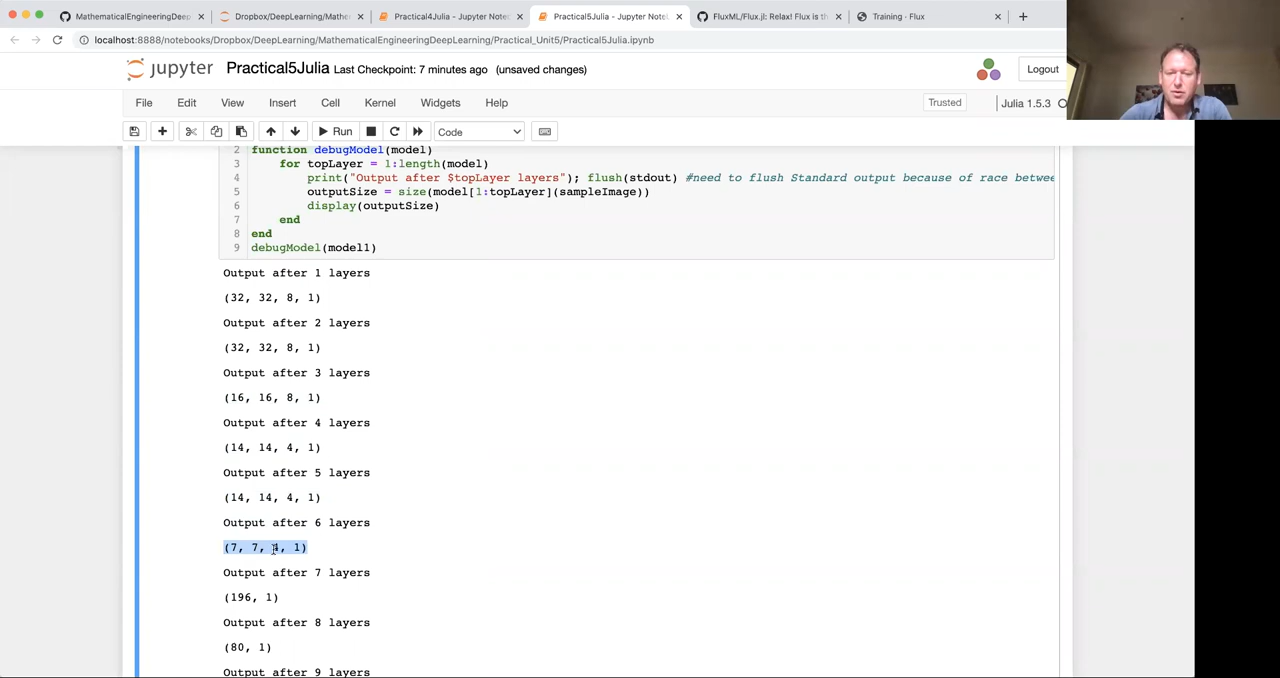 MathematicalEngineeringDeep
Dropbox/DeepLearning/Mathe
Practical4Julia - Jupyter Note
Practical5Julia - Jupyter Note
FluxML/Flux.jl: Relax! Flux is th
Training · Flux
localhost:8888/notebooks/Dropbox/DeepLearning/MathematicalEngineeringDeepLearning/Practical_Unit5/Practical5Julia.ipynb
jupyter Practical5Julia Last Checkpoint: 7 minutes ago (unsaved changes)
Logout
File Edit View Insert Cell Kernel Widgets Help
Trusted
Julia 1.5.3
Run
Code
2 function debugModel(model)
3 for topLayer = 1:length(model)
4 print("Output after $topLayer layers"); flush(stdout) #need to flush Standard output because of race betwee
5 outputSize = size(model[1:topLayer](sampleImage))
6 display(outputSize)
7 end
8 end
9 debugModel(model1)
Output after 1 layers
(32, 32, 8, 1)
Output after 2 layers
(32, 32, 8, 1)
Output after 3 layers
(16, 16, 8, 1)
Output after 4 layers
(14, 14, 4, 1)
Output after 5 layers
(14, 14, 4, 1)
Output after 6 layers
(7, 7, 4, 1)
Output after 7 layers
(196, 1)
Output after 8 layers
(80, 1)
Output after 9 layers